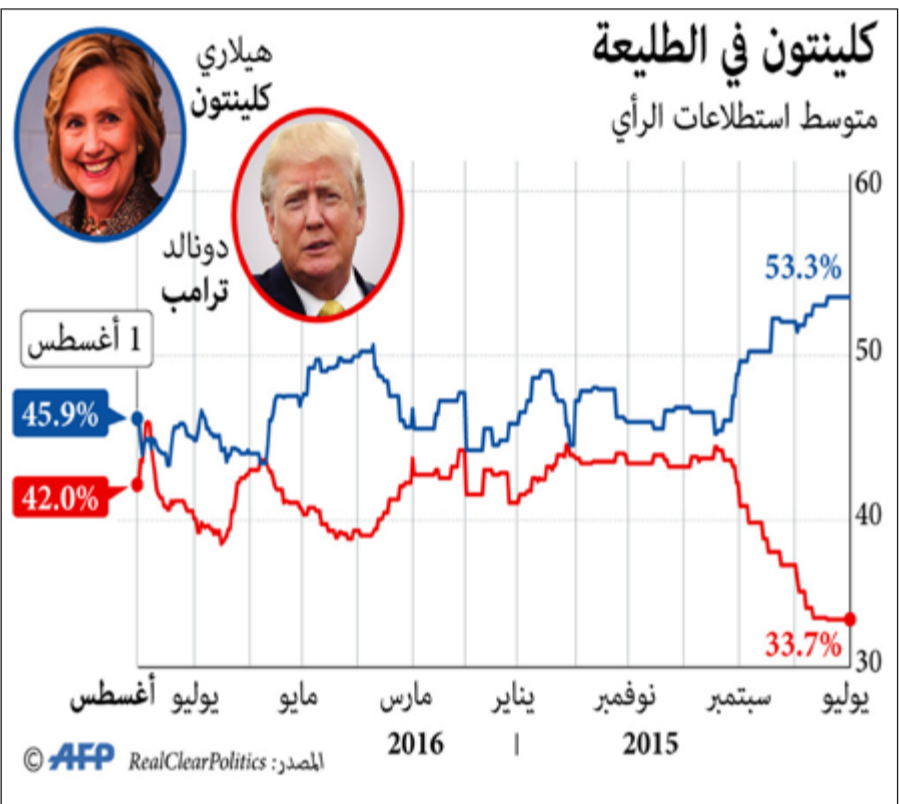 كلينتون في الطليعة
متوسط استطلاعات الرأي
هيلاري
كلينتون
دونالد
ترامب
60
53.3%
1 أغسطس
50
45.9%
42.0%
40
33.7%
30
يوليو سبتمبر نوفمبر يناير مارس مايو يوليو أغسطس
2015 | 2016
المصدر: RealClearPolitics AFP ©